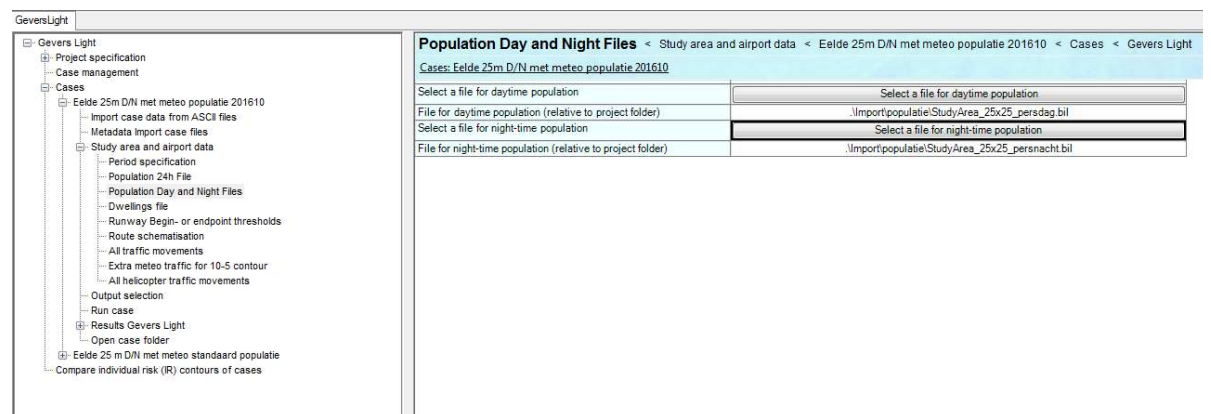 GeversLight
Gevers Light
Project specification
Case management
Cases
Eelde 25m D/N met meteo populatie 201610
Import case data from ASCII files
Metadata Import case files
Study area and airport data
Period specification
Population 24h File
Population Day and Night Files
Dwellings file
Runway Begin- or endpoint thresholds
Route schematisation
All traffic movements
Extra meteo traffic for 10-5 contour
All helicopter traffic movements
Output selection
Run case
Results Gevers Light
Open case folder
Eelde 25 m D/N met meteo standaard populatie
Compare individual risk (IR) contours of cases
Population Day and Night Files < Study area and airport data < Eelde 25m D/N met meteo populatie 201610 < Cases < Gevers Light
Cases: Eelde 25m D/N met meteo populatie 201610
Select a file for daytime population Select a file for daytime population
File for daytime population (relative to project folder) .\Import\populatie\StudyArea_25x25_persdag.bil
Select a file for night-time population Select a file for night-time population
File for night-time population (relative to project folder) .\Import\populatie\StudyArea_25x25_persnacht.bil